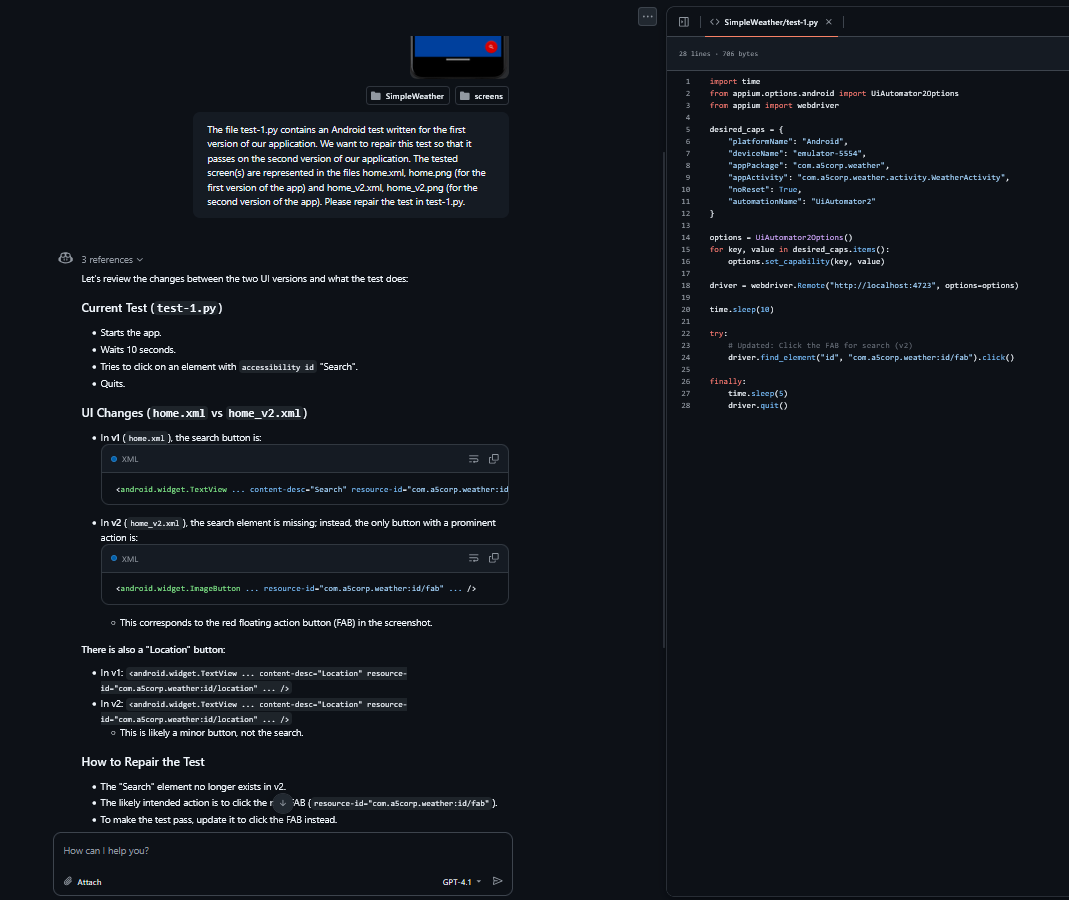 SimpleWeather
screens
The file test-1.py contains an Android test written for the first
version of our application. We want to repair this test so that it
passes on the second version of our application. The tested
screen(s) are represented in the files home.xml, home.png (for the
first version of the app) and home_v2.xml, home_v2.png (for the
second version of the app). Please repair the test in test-1.py.
3 references
Let's review the changes between the two UI versions and what the test does:
Current Test (test-1.py)
• Starts the app.
• Waits 10 seconds.
• Tries to click on an element with accessibility id "Search".
• Quits.
UI Changes (home.xml vs home_v2.xml)
• In v1 (home.xml), the search button is:
XML
<android.widget.TextView ... content-desc="Search" resource-id="com.a5corp.weather:id
• In v2 (home_v2.xml), the search element is missing; instead, the only button with a prominent
action is:
XML
<android.widget.ImageButton ... resource-id="com.a5corp.weather:id/fab" ... />
◦ This corresponds to the red floating action button (FAB) in the screenshot.
There is also a "Location" button:
• In v1: <android.widget.TextView ... content-desc="Location" resource-
id="com.a5corp.weather:id/location" ... />
• In v2: <android.widget.TextView ... content-desc="Location" resource-
id="com.a5corp.weather:id/location" ... />
◦ This is likely a minor button, not the search.
How to Repair the Test
• The "Search" element no longer exists in v2.
• The likely intended action is to click the AB (resource-id="com.a5corp.weather:id/fab").
• To make the test pass, update it to click the FAB instead.
How can I help you?
Attach
GPT-4.1
SimpleWeather/test-1.py
28 lines · 706 bytes
1 import time
2 from appium.options.android import UiAutomator2Options
3 from appium import webdriver
4
5 desired_caps = {
6 "platformName": "Android",
7 "deviceName": "emulator-5554",
8 "appPackage": "com.a5corp.weather",
9 "appActivity": "com.a5corp.weather.activity.WeatherActivity",
10 "noReset": True,
11 "automationName": "UiAutomator2"
12 }
13
14 options = UiAutomator2Options()
15 for key, value in desired_caps.items():
16 options.set_capability(key, value)
17
18 driver = webdriver.Remote("http://localhost:4723", options=options)
19
20 time.sleep(10)
21
22 try:
23 # Updated: Click the FAB for search (v2)
24 driver.find_element("id", "com.a5corp.weather:id/fab").click()
25
26 finally:
27 time.sleep(5)
28 driver.quit()